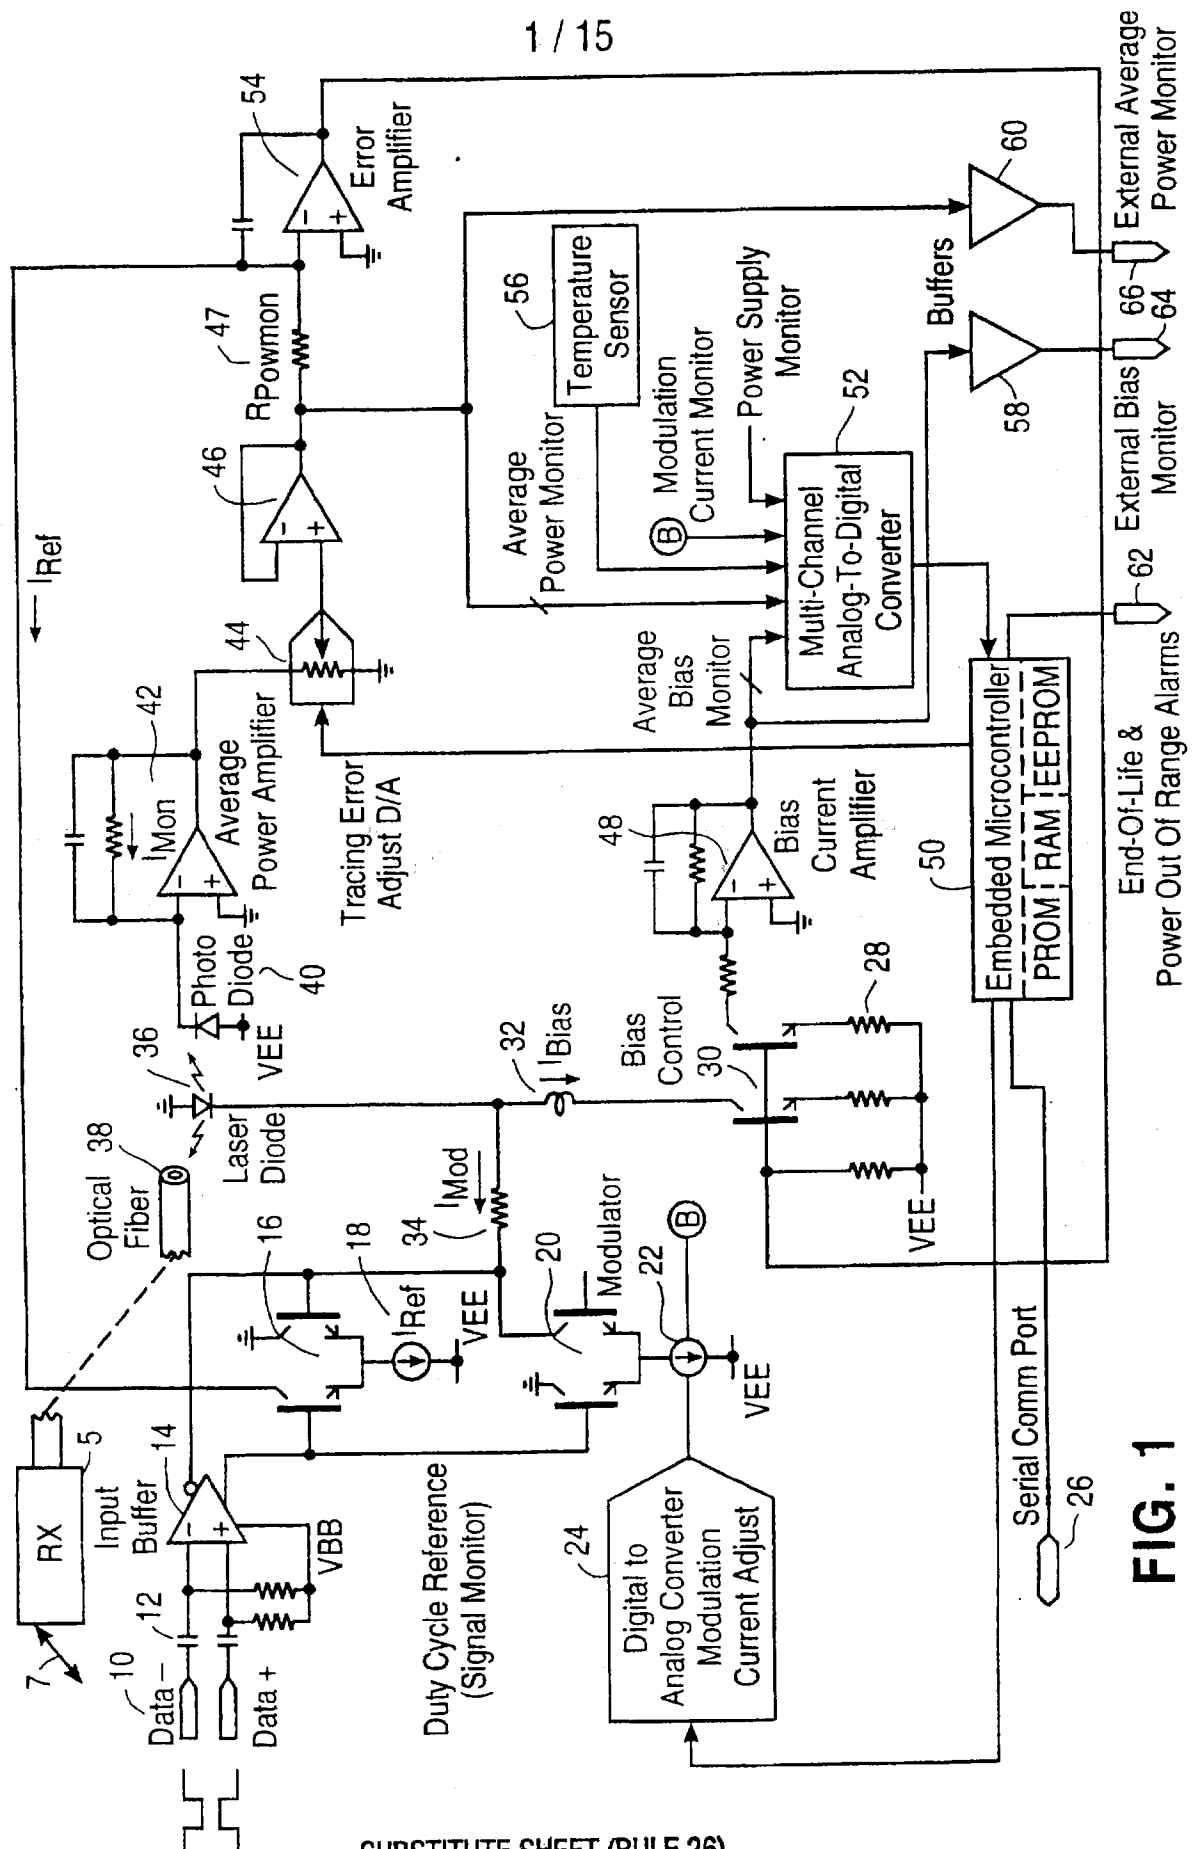 1 / 15
RX
5
7
10
Data –
Data +
12
Input
Buffer
14
VBB
–
+
Duty Cycle Reference
(Signal Monitor)
Optical
Fiber
38
16
18
IRef
VEE
IRef
Laser
Diode
36
Photo
Diode
40
VEE
–
+
IMon
42
Average
Power Amplifier
Tracing Error
Adjust D/A
44
46
–
+
RPowmon
47
54
–
+
Error
Amplifier
34
IMod
20
Modulator
22
B
VEE
24
Digital to
Analog Converter
Modulation
Current Adjust
32
IBias
Bias
Control
30
28
VEE
48
–
+
Bias
Current
Amplifier
Average
Bias
Monitor
Average
Power Monitor
56
Temperature
Sensor
B
Modulation
Current Monitor
Power Supply
Monitor
52
Multi-Channel
Analog-To-Digital
Converter
Buffers
58
60
50
Embedded Microcontroller
PROM RAM EEPROM
Serial Comm Port
26
End-Of-Life &
Power Out Of Range Alarms
62
External Bias
Monitor
64
66
External Average
Power Monitor
FIG. 1
SUBSTITUTE SHEET (RULE 26)